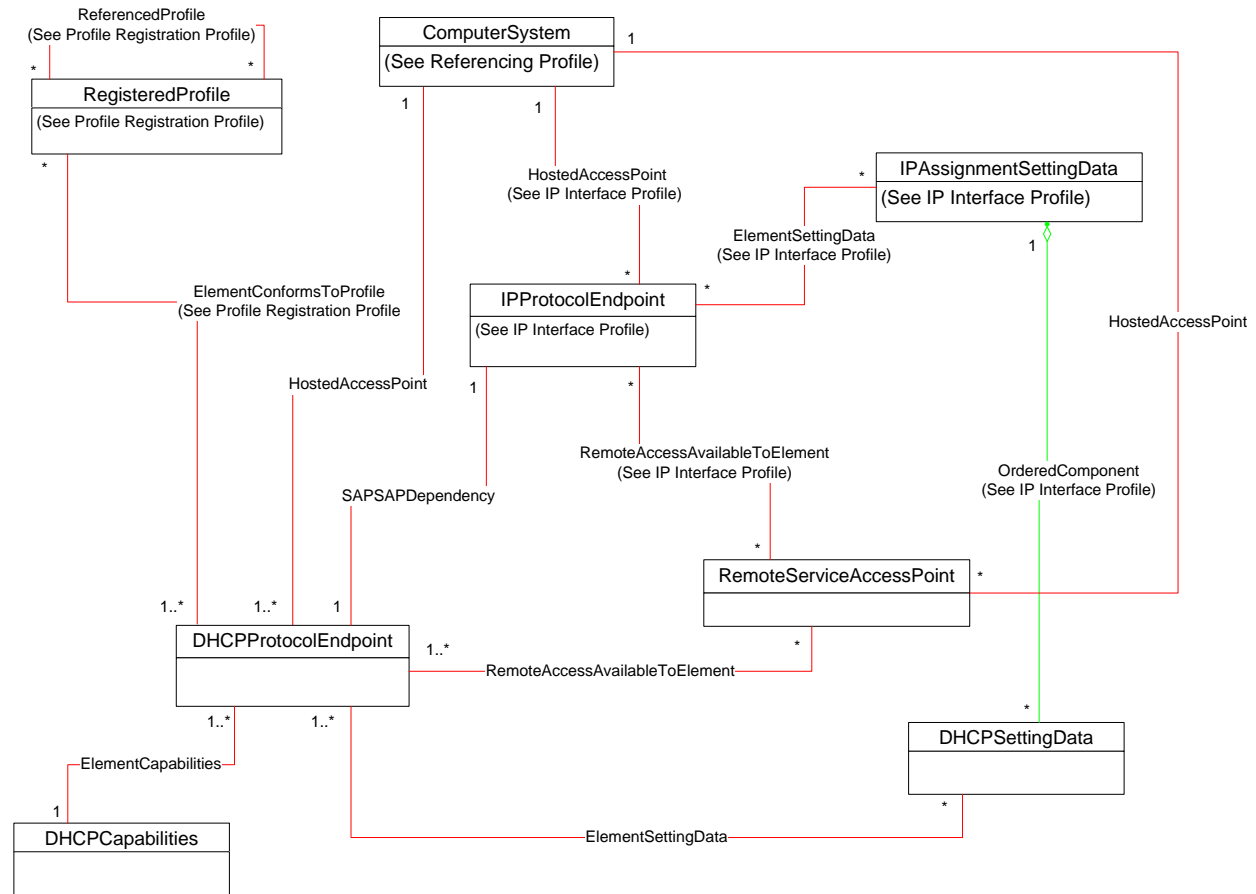 ReferencedProfile
(See Profile Registration Profile)
*
*
RegisteredProfile
(See Profile Registration Profile)
*
ComputerSystem
(See Referencing Profile)
1
1
1
HostedAccessPoint
(See IP Interface Profile)
*
IPAssignmentSettingData
(See IP Interface Profile)
*
1
ElementSettingData
(See IP Interface Profile)
*
ElementConformsToProfile
(See Profile Registration Profile
IPProtocolEndpoint
(See IP Interface Profile)
1
*
HostedAccessPoint
HostedAccessPoint
RemoteAccessAvailableToElement
(See IP Interface Profile)
OrderedComponent
(See IP Interface Profile)
SAPSAPDependency
*
RemoteServiceAccessPoint
*
*
1..*
1..*
1
DHCPProtocolEndpoint
1..*
RemoteAccessAvailableToElement
1..*
1..*
*
DHCPSettingData
*
ElementCapabilities
1
DHCPCapabilities
ElementSettingData